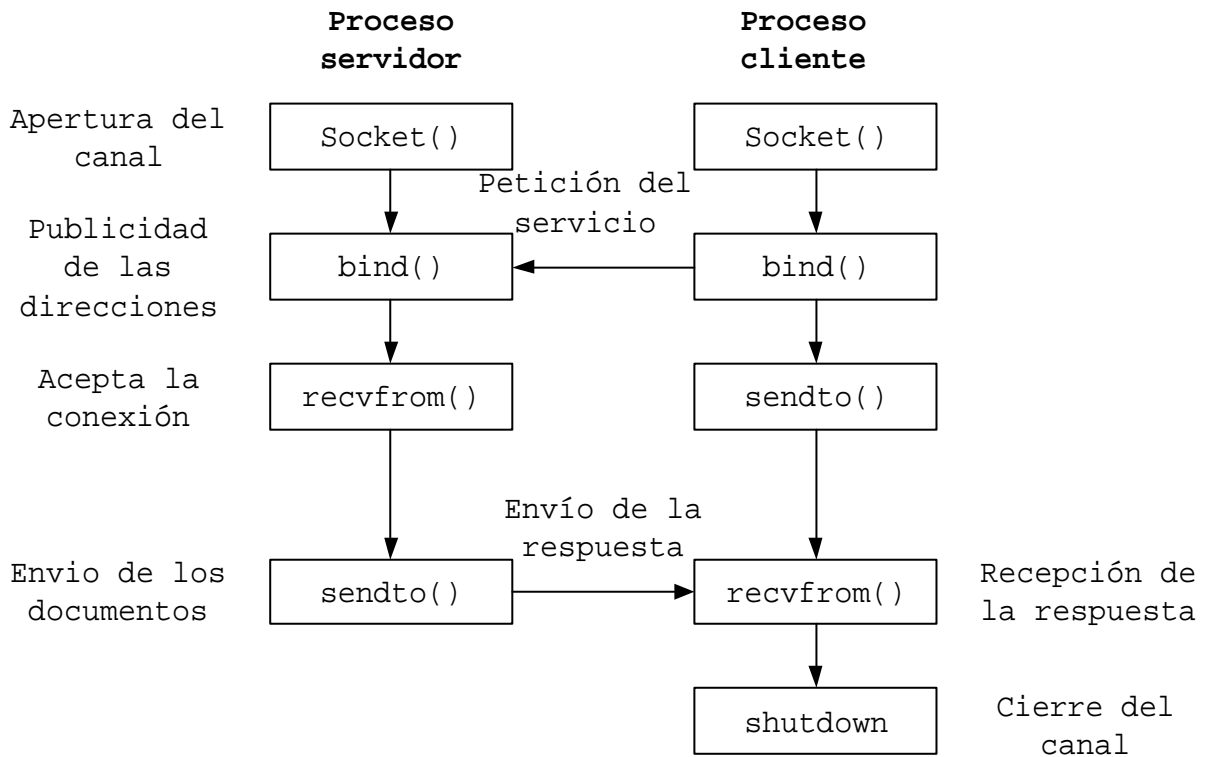 Proceso
servidor
Proceso
cliente
Apertura del
canal
Socket()
Socket()
Petición del
servicio
Publicidad
de las
direcciones
bind()
bind()
Acepta la
conexión
recvfrom()
sendto()
Envío de la
respuesta
Envio de los
documentos
sendto()
recvfrom()
Recepción de
la respuesta
shutdown
Cierre del
canal